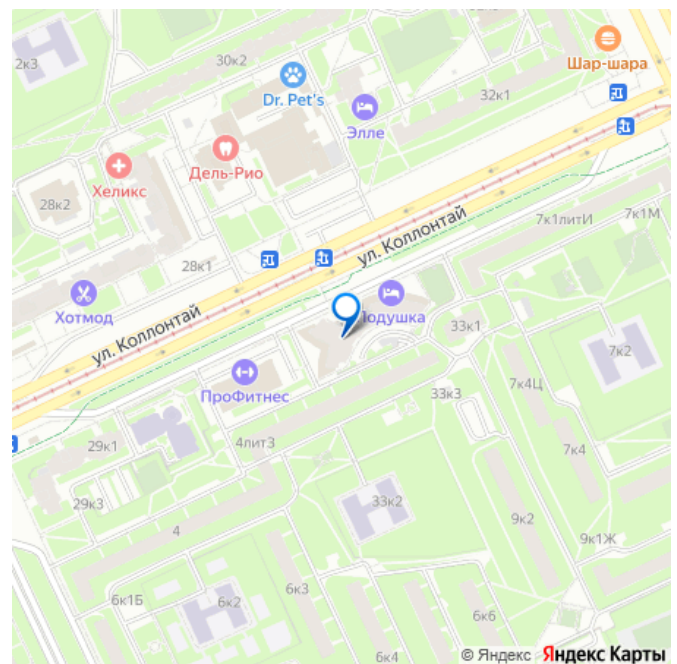 2к3
30к2
Dr. Pet's
Шар-шара
32к1
Элле
Дель-Рио
Хеликс
28к2
7к1литИ
7к1М
ул. Коллонтай
28к1
Хотмод
ул. Коллонтай
Подушка
33к1
7к2
ПроФитнес
33к3
7к4Ц
29к1
4литЗ
7к4
29к3
33к2
4
9к2
9к1Ж
6к3
6к1Б
6к2
6к6
6к4
© Яндекс Яндекс Карты